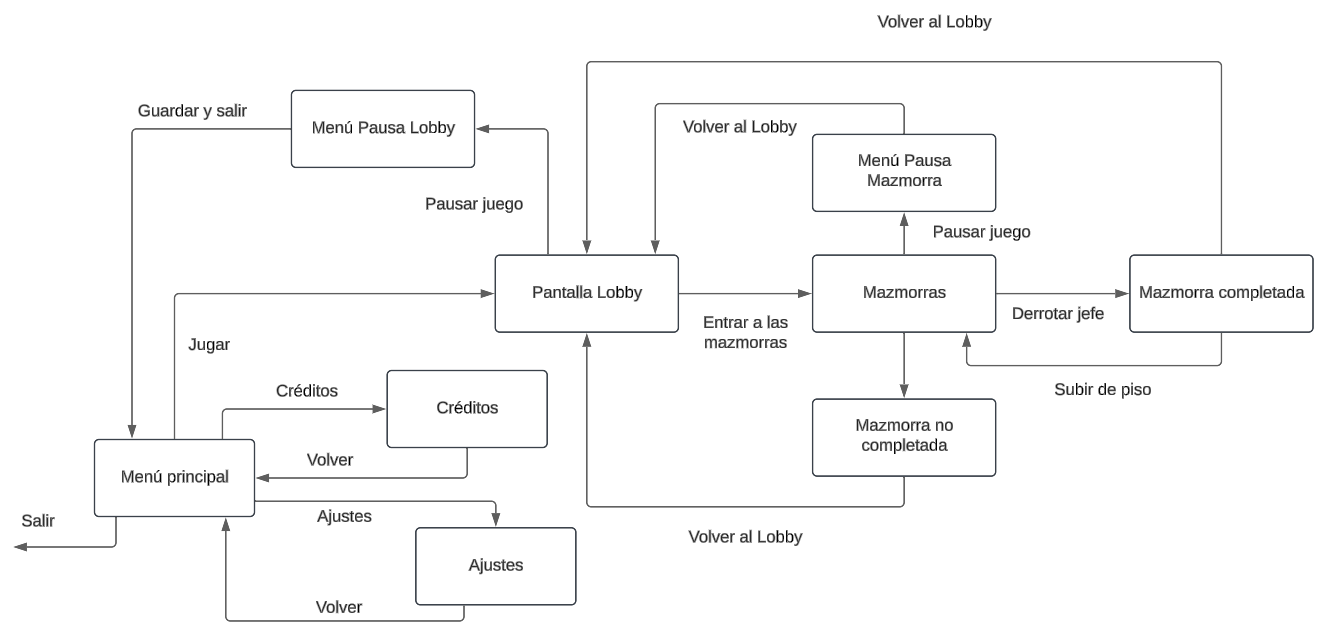 Volver al Lobby
Guardar y salir
Menú Pausa Lobby
Volver al Lobby
Menú Pausa
Mazmorra
Pausar juego
Pausar juego
Pantalla Lobby
Mazmorras
Mazmorra completada
Derrotar jefe
Entrar a las
mazmorras
Jugar
Créditos
Créditos
Subir de piso
Mazmorra no
completada
Volver
Menú principal
Salir
Ajustes
Volver al Lobby
Ajustes
Volver